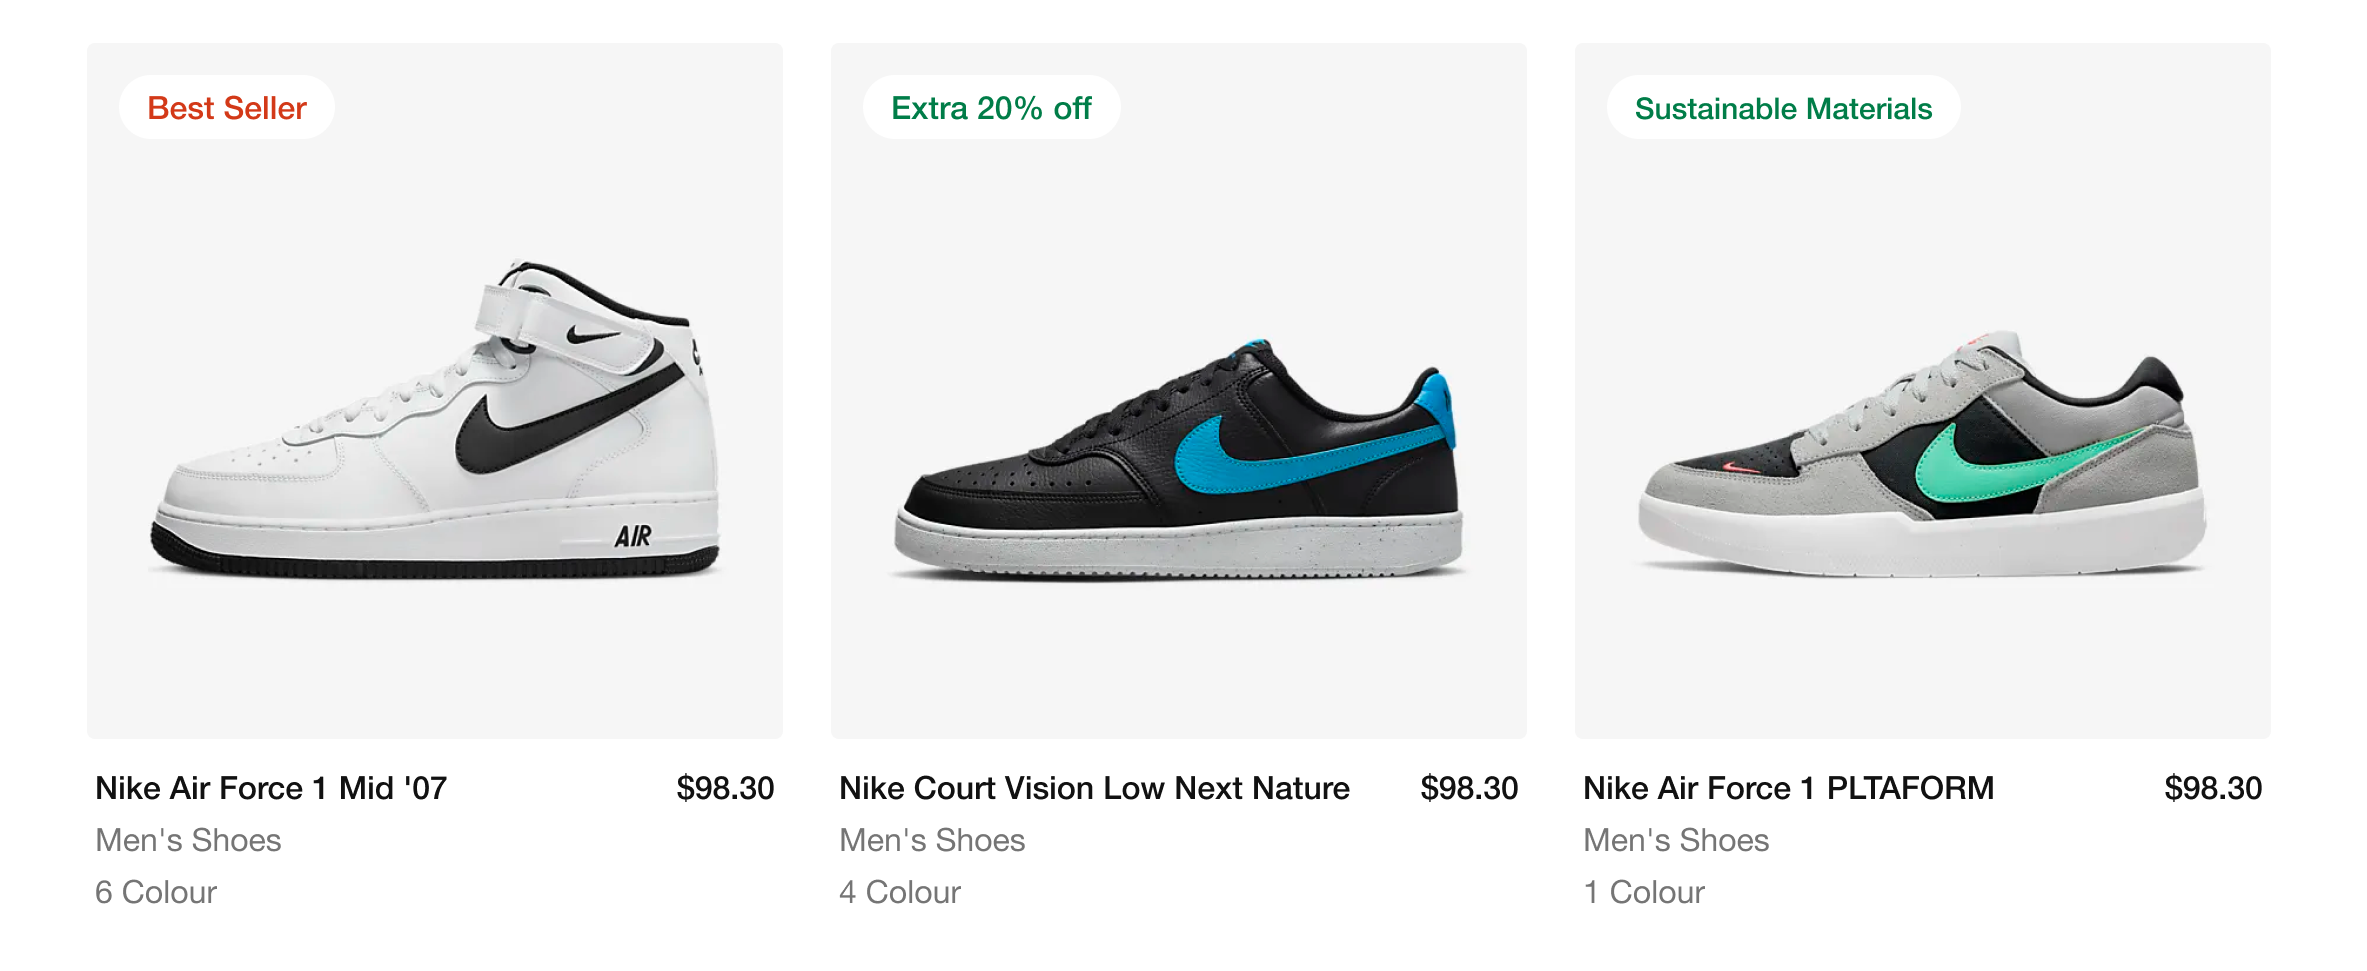 Best Seller
AIR
Nike Air Force 1 Mid '07
$98.30
Men's Shoes
6 Colour
Extra 20% off
Nike Court Vision Low Next Nature
$98.30
Men's Shoes
4 Colour
Sustainable Materials
Nike Air Force 1 PLTAFORM
$98.30
Men's Shoes
1 Colour